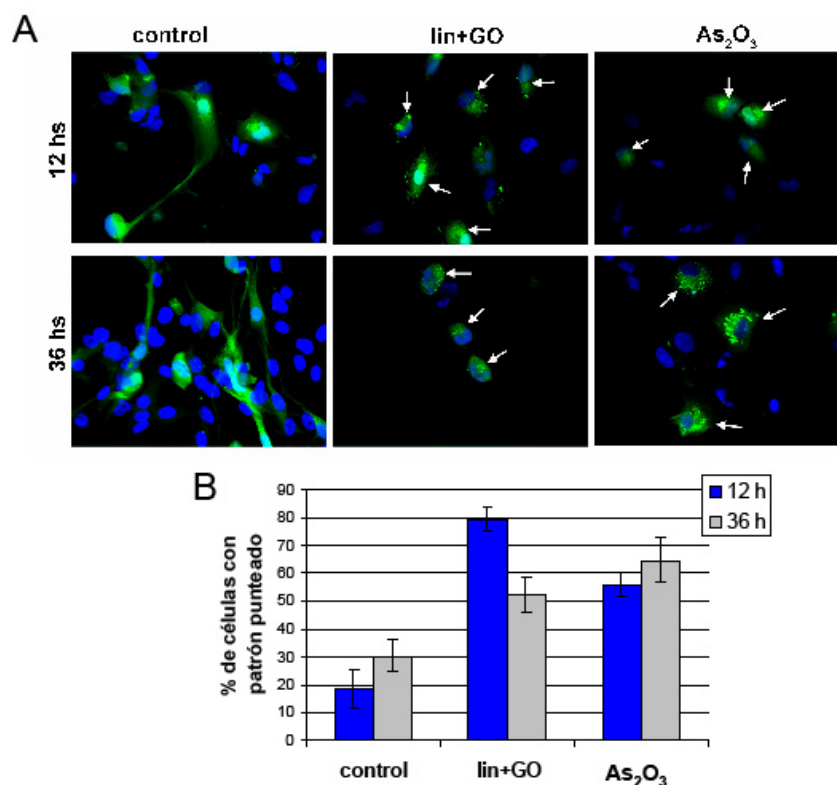 A
control
lin+GO
As₂O₃
12 hs
36 hs
B
% de células con
patrón punteado
90
80
70
60
50
40
30
20
10
0
12 h
36 h
control
lin+GO
As₂O₃